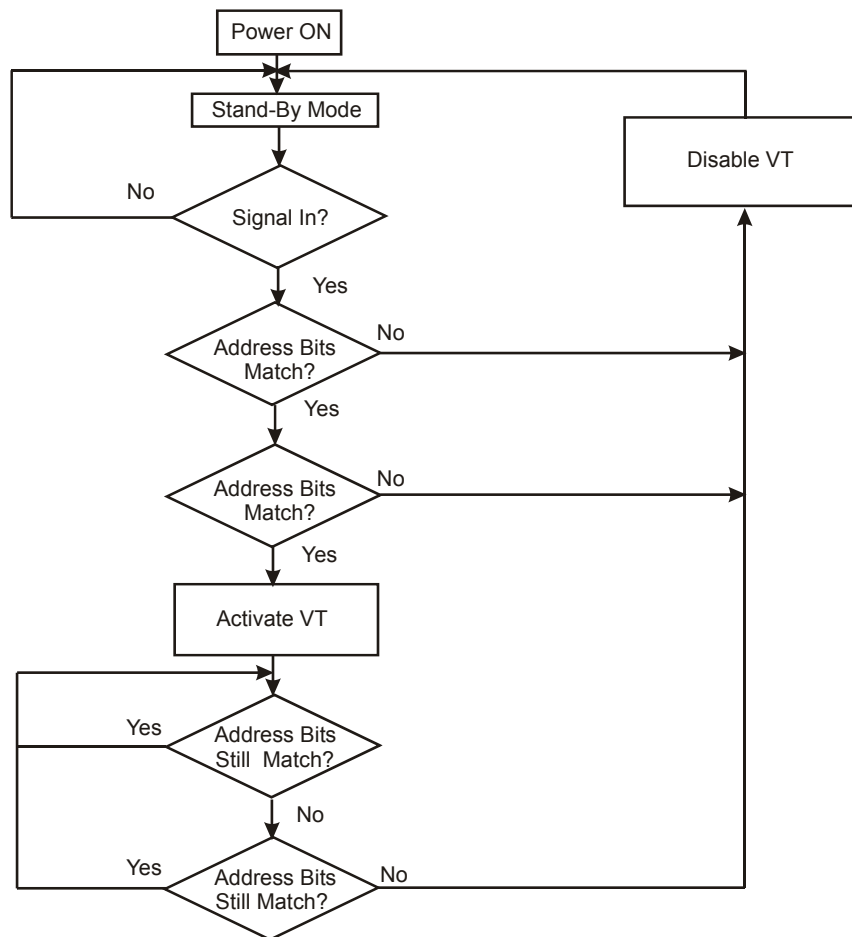 Power ON
Stand-By Mode
Disable VT
No
Signal In?
Yes
No
Address Bits
Match?
Yes
No
Address Bits
Match?
Yes
Activate VT
Yes
Address Bits
Still Match?
No
Yes
No
Address Bits
Still Match?